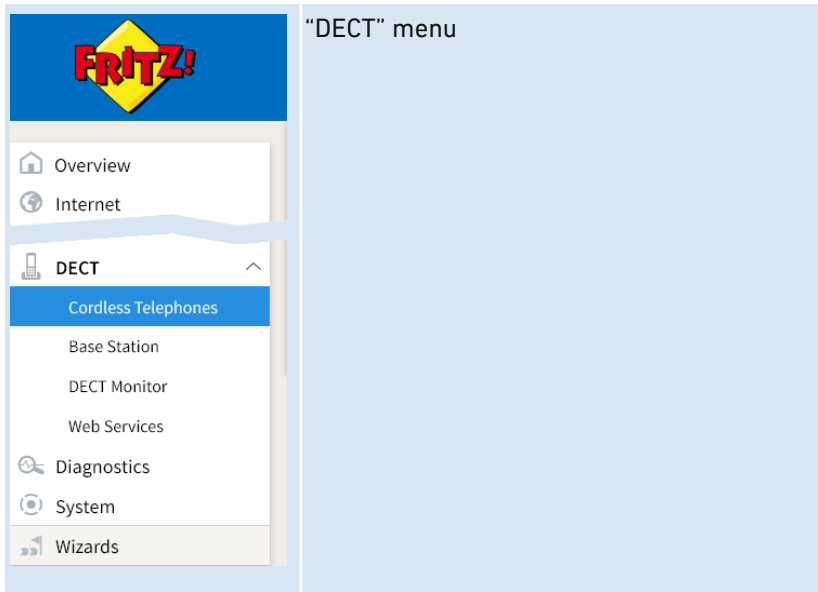 FRITZ!
“DECT” menu
Overview
Internet
DECT
Cordless Telephones
Base Station
DECT Monitor
Web Services
Diagnostics
System
Wizards